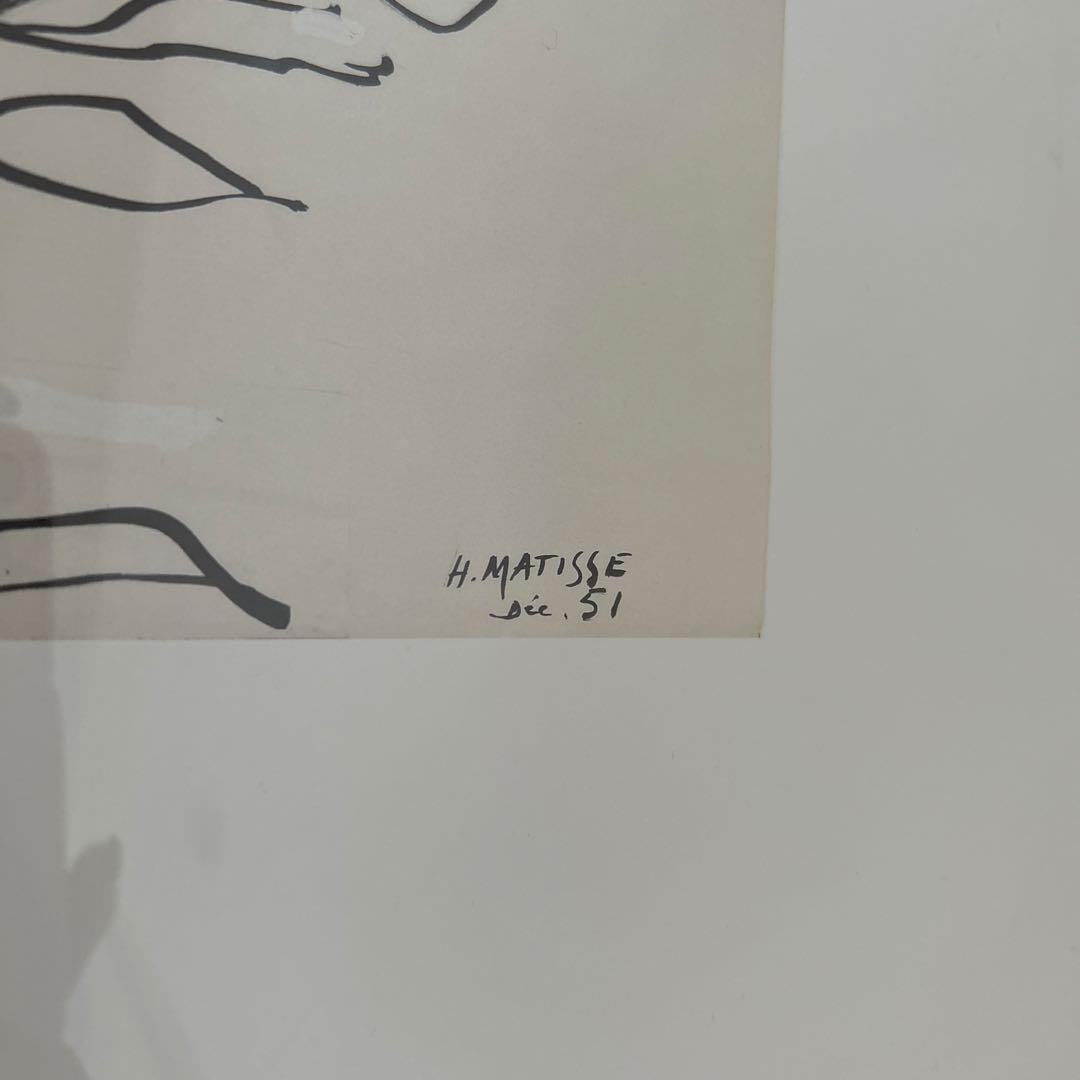 H. MATISSE
Déc. 51